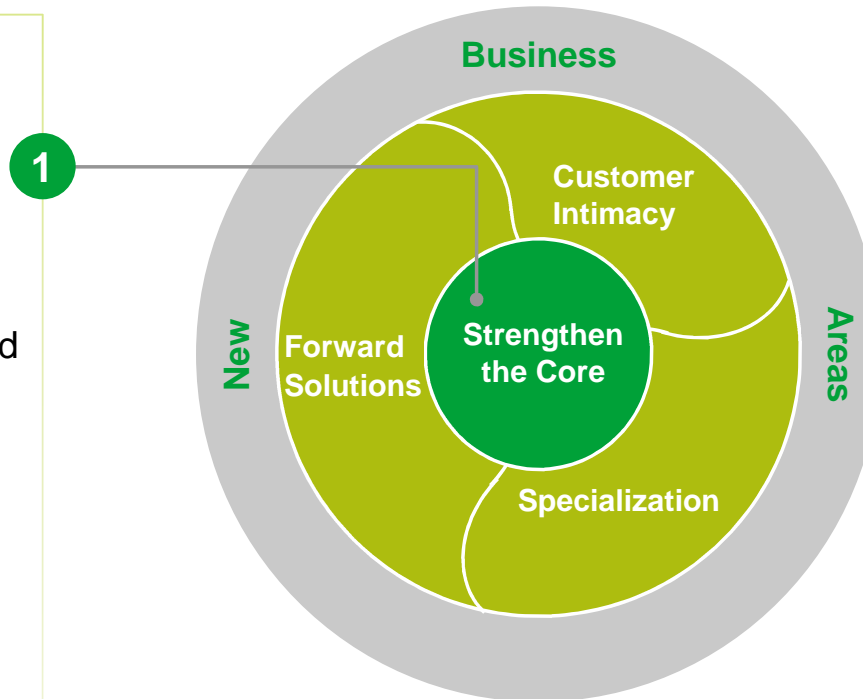 Business
1
Customer
Intimacy
New
Forward
Solutions
Strengthen
the Core
Areas
Specialization